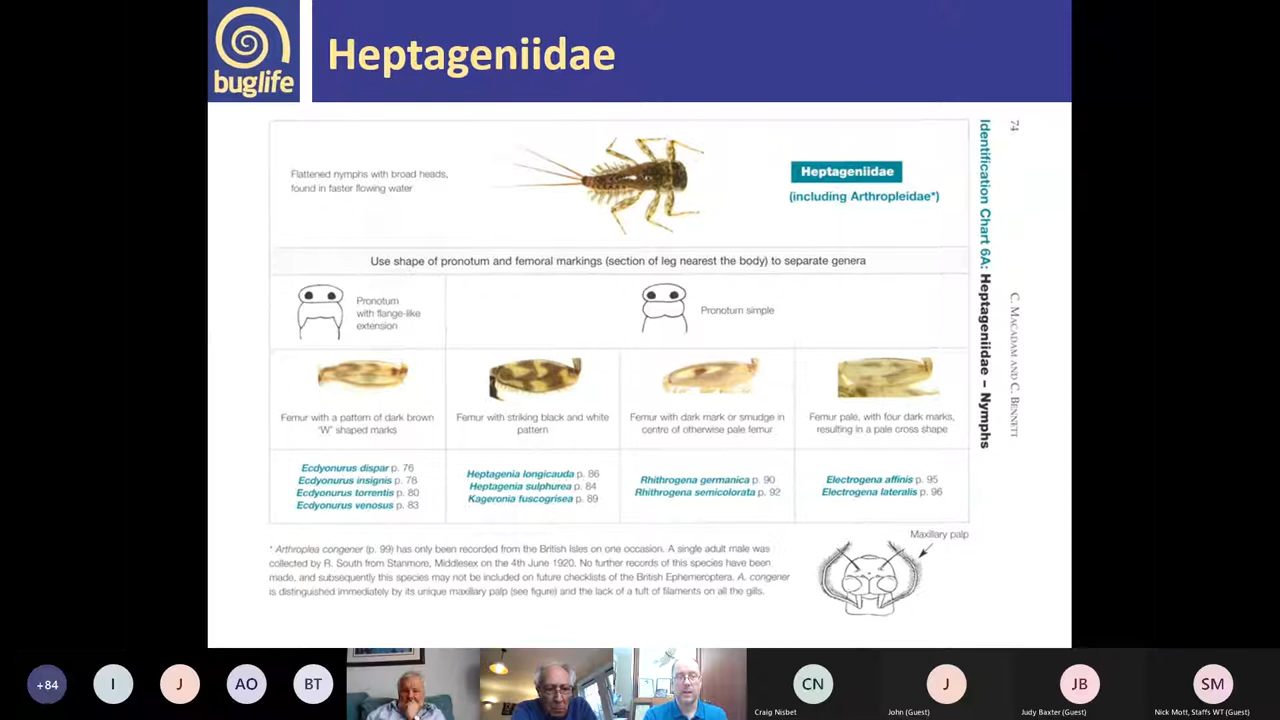 buglife
Heptageniidae
Flattened nymphs with broad heads,
found in faster flowing water
Heptageniidae
(including Arthropleidae*)
74
Identification Chart 6A: Heptageniidae – Nymphs
C. MACADAM AND C. BENNETT
Use shape of pronotum and femoral markings (section of leg nearest the body) to separate genera
Pronotum
with flange-like
extension
Pronotum simple
Femur with a pattern of dark brown
"W" shaped marks
Femur with striking black and white
pattern
Femur with dark mark or smudge in
centre of otherwise pale femur
Femur pale, with four dark marks,
resulting in a pale cross shape
Ecdyonurus dispar p. 76
Ecdyonurus insignis p. 78
Ecdyonurus torrentis p. 80
Ecdyonurus venosus p. 83
Heptagenia longicauda p. 86
Heptagenia sulphurea p. 84
Kageronia fuscogrisea p. 89
Rhithrogena germanica p. 90
Rhithrogena semicolorata p. 92
Electrogena affinis p. 95
Electrogena lateralis p. 96
* Arthroplea congener (p. 99) has only been recorded from the British Isles on one occasion. A single adult male was
collected by R. South from Stanmore, Middlesex on the 4th June 1920. No further records of this species have been
made, and subsequently this species may not be included on future checklists of the British Ephemeroptera. A. congener
is distinguished immediately by its unique maxillary palp (see figure) and the lack of a tuft of filaments on all the gills.
Maxillary palp
+84
I
J
AO
BT
CN
J
JB
SM
Craig Nisbet
John (Guest)
Judy Baxter (Guest)
Nick Mott, Staffs WT (Guest)